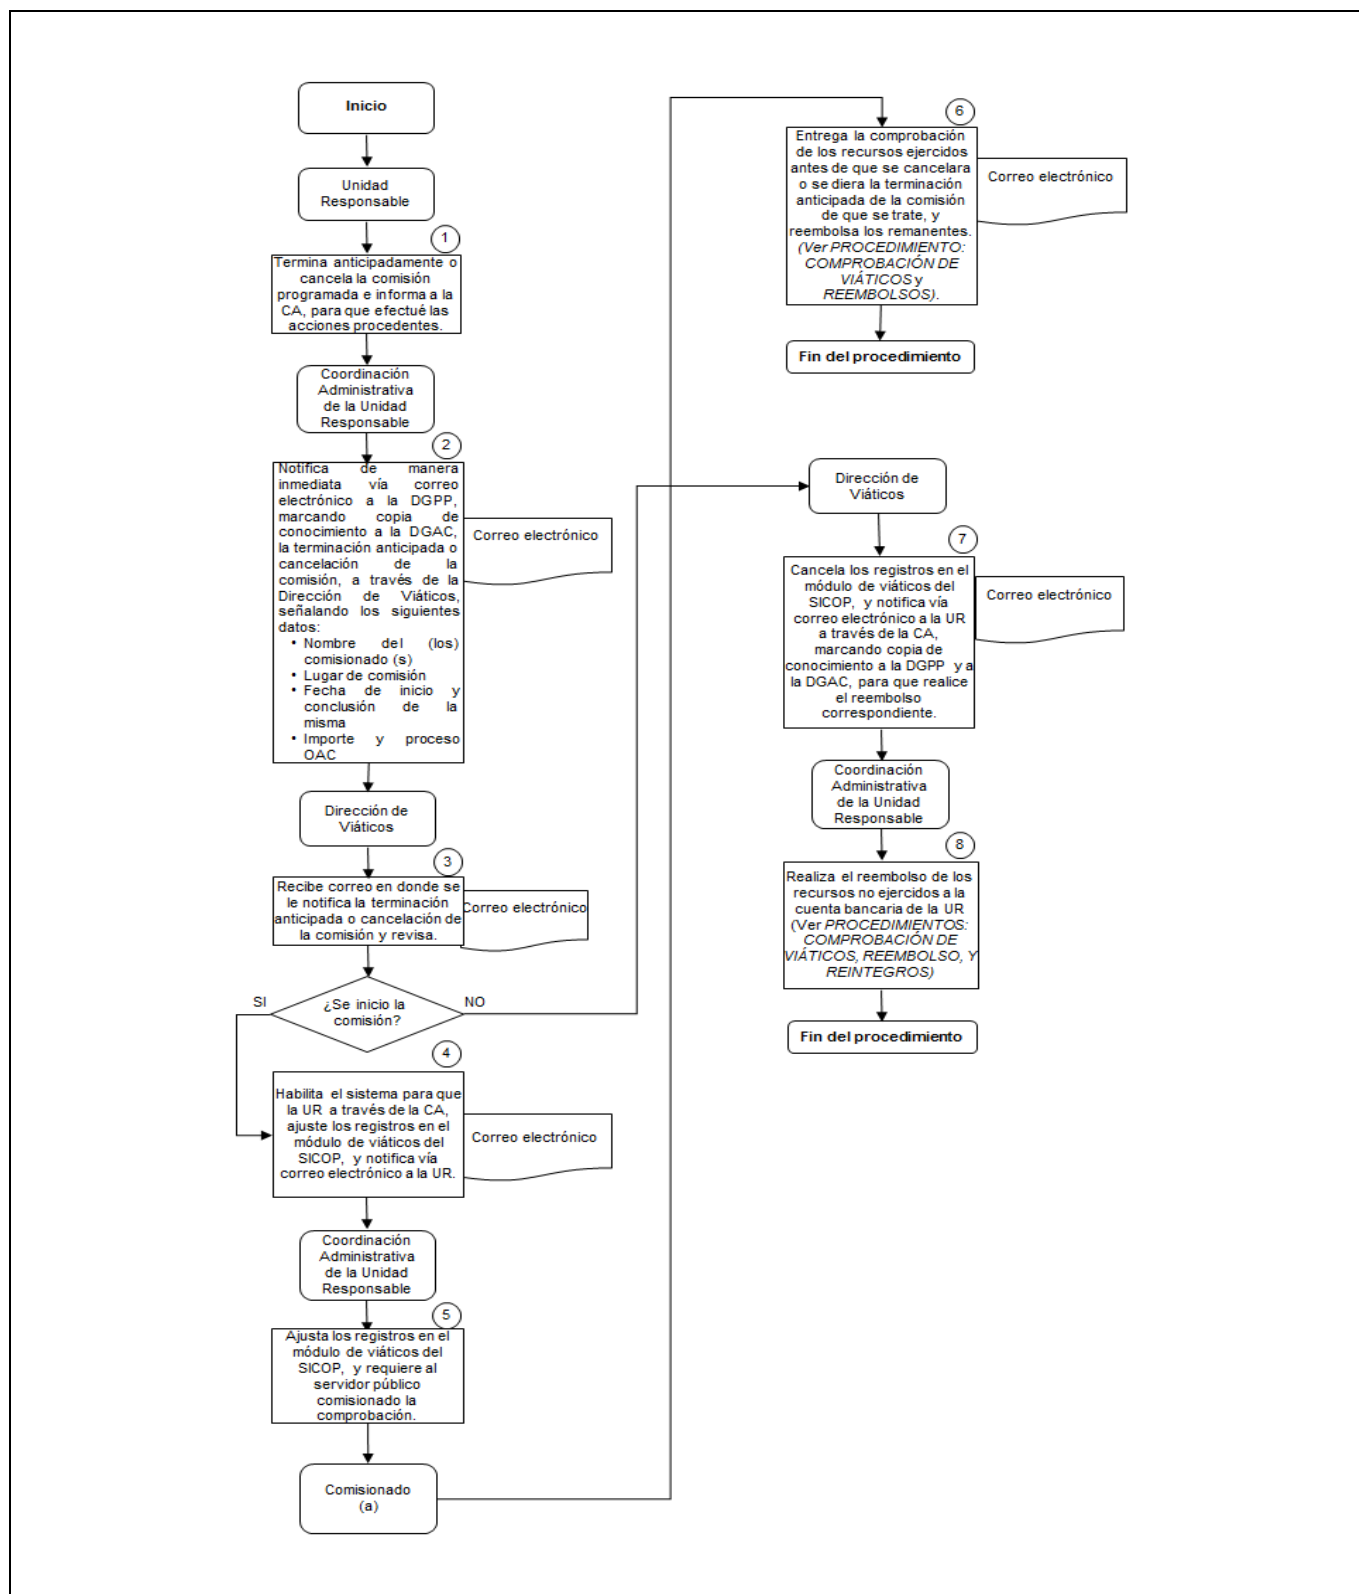 Inicio
Unidad
Responsable
1
Termina anticipadamente o
cancela la comisión
programada e informa a la
CA, para que efectué las
acciones procedentes.
Coordinación
Administrativa
de la Unidad
Responsable
2
Notifica de manera
inmediata vía correo
electrónico a la DGPP,
marcando copia de
conocimiento a la DGAC,
la terminación anticipada o
cancelación de la
comisión, a través de la
Dirección de Viáticos,
señalando los siguientes
datos:
• Nombre del (los)
comisionado (s)
• Lugar de comisión
• Fecha de inicio y
conclusión de la
misma
• Importe y proceso
OAC
Correo electrónico
Dirección de
Viáticos
3
Recibe correo en donde se
le notifica la terminación
anticipada o cancelación de
la comisión y revisa.
Correo electrónico
¿Se inicio la
comisión?
SI
NO
4
Habilita el sistema para que
la UR a través de la CA,
ajuste los registros en el
módulo de viáticos del
SICOP, y notifica vía
correo electrónico a la UR.
Correo electrónico
Coordinación
Administrativa
de la Unidad
Responsable
5
Ajusta los registros en el
módulo de viáticos del
SICOP, y requiere al
servidor público
comisionado la
comprobación.
Comisionado
(a)
6
Entrega la comprobación
de los recursos ejercidos
antes de que se cancelara
o se diera la terminación
anticipada de la comisión
de que se trate, y
reembolsa los remanentes.
(Ver PROCEDIMIENTO:
COMPROBACIÓN DE
VIÁTICOS y
REEMBOLSOS).
Correo electrónico
Fin del procedimiento
Dirección de
Viáticos
7
Cancela los registros en el
módulo de viáticos del
SICOP, y notifica vía
correo electrónico a la UR
a través de la CA,
marcando copia de
conocimiento a la DGPP y a
la DGAC, para que realice
el reembolso
correspondiente.
Correo electrónico
Coordinación
Administrativa
de la Unidad
Responsable
8
Realiza el reembolso de los
recursos no ejercidos a la
cuenta bancaria de la UR
(Ver PROCEDIMIENTOS:
COMPROBACIÓN DE
VIÁTICOS, REEMBOLSO, Y
REINTEGROS)
Fin del procedimiento